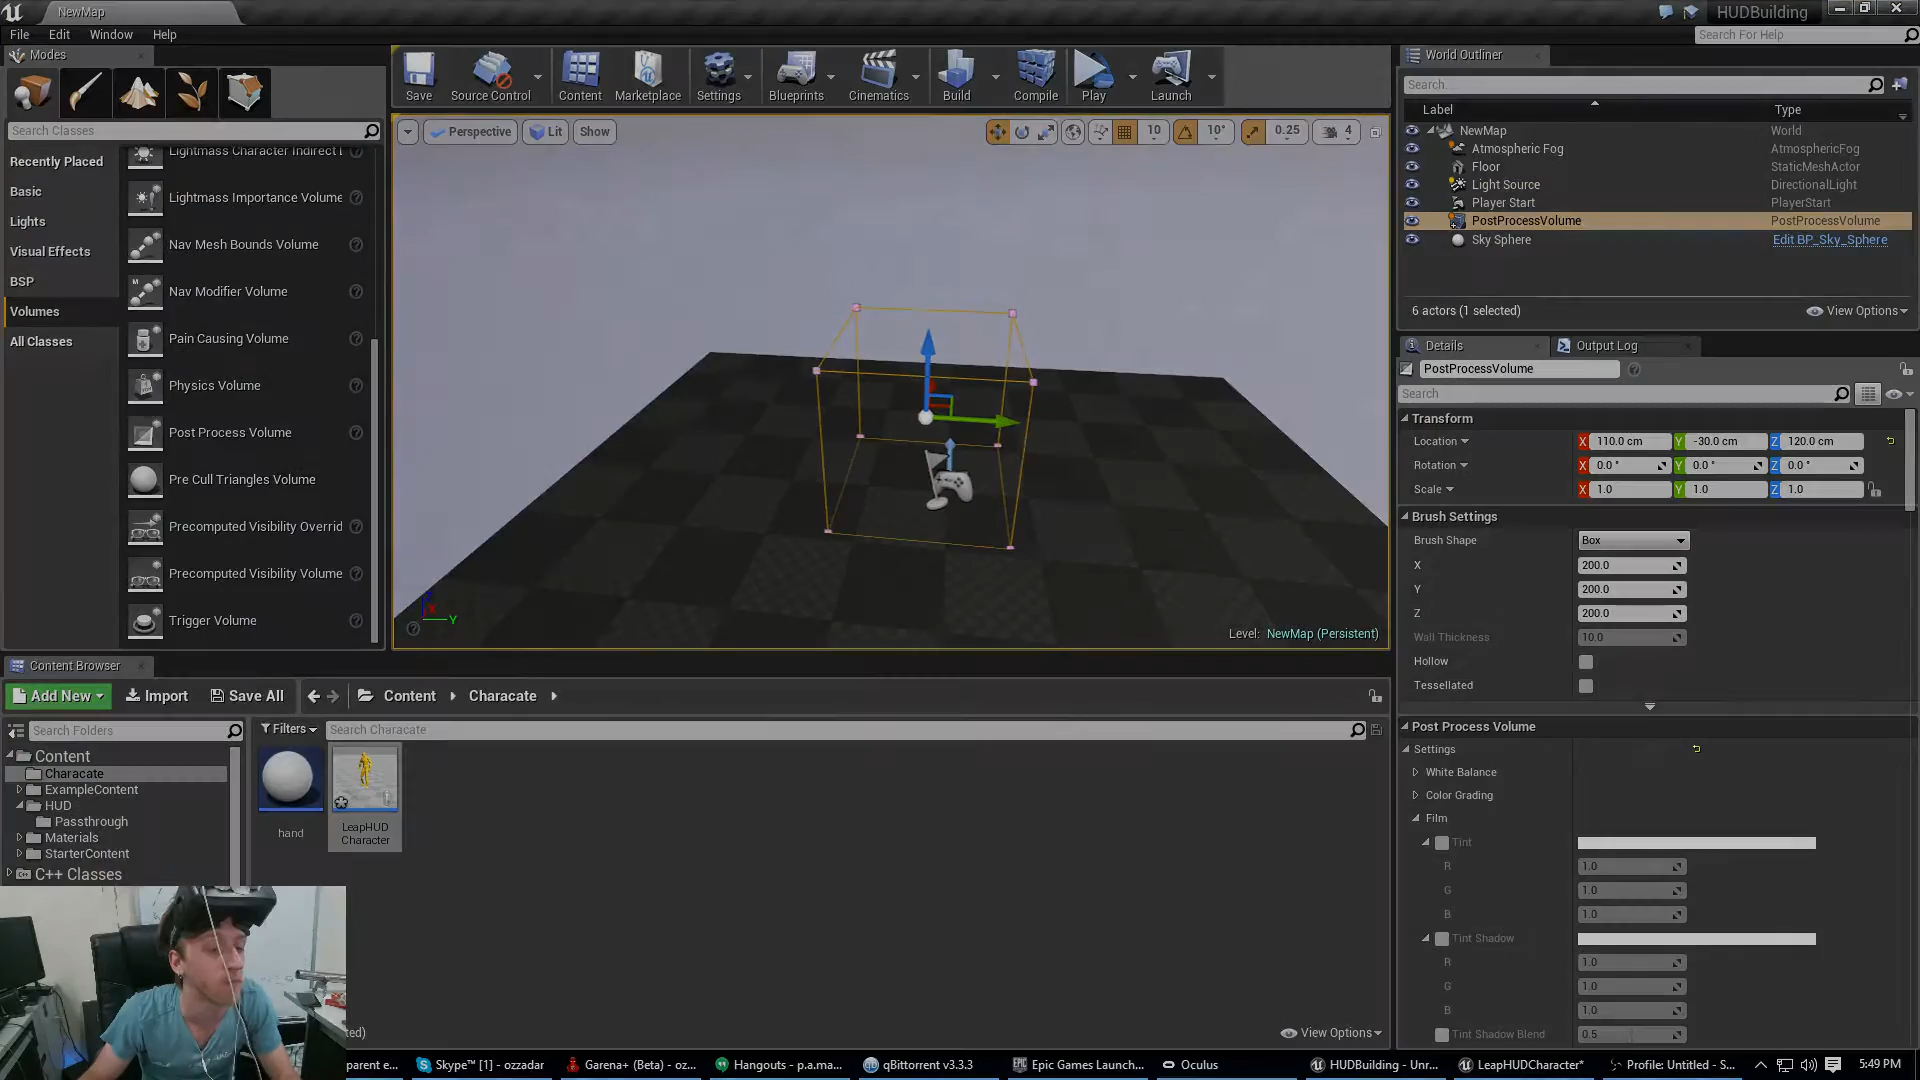 NewMap
HUDBuilding
File Edit Window Help
Search For Help
Modes
Search Classes
Recently Placed
Basic
Lights
Visual Effects
BSP
Volumes
All Classes
Lightmass Character Indirect
Lightmass Importance Volume
Nav Mesh Bounds Volume
Nav Modifier Volume
Pain Causing Volume
Physics Volume
Post Process Volume
Pre Cull Triangles Volume
Precomputed Visibility Overrid
Precomputed Visibility Volume
Trigger Volume
Save
Source Control
Content
Marketplace
Settings
Blueprints
Cinematics
Build
Compile
Play
Launch
Perspective Lit Show
10 10° 0.25 4
Y
Level: NewMap (Persistent)
World Outliner
Search...
Label Type
NewMap World
Atmospheric Fog AtmosphericFog
Floor StaticMeshActor
Light Source DirectionalLight
Player Start PlayerStart
PostProcessVolume PostProcessVolume
Sky Sphere Edit BP_Sky_Sphere
6 actors (1 selected) View Options
Details Output Log
PostProcessVolume
Search
Transform
Location X 110.0 cm Y -30.0 cm Z 120.0 cm
Rotation X 0.0 ° Y 0.0 ° Z 0.0 °
Scale X 1.0 Y 1.0 Z 1.0
Brush Settings
Brush Shape Box
X 200.0
Y 200.0
Z 200.0
Wall Thickness 10.0
Hollow
Tessellated
Post Process Volume
Settings
White Balance
Color Grading
Film
Tint
R 1.0
G 1.0
B 1.0
Tint Shadow
R 1.0
G 1.0
B 1.0
Tint Shadow Blend 0.5
Content Browser
Add New Import Save All Content Characate
Search Folders
Filters Search Characate
Content
Characate
ExampleContent
HUD
Passthrough
Materials
StarterContent
C++ Classes
hand
LeapHUD
Character
ted) View Options
parent e... Skype™ [1] - ozzadar Garena+ (Beta) - oz... Hangouts - p.a.ma... qBittorrent v3.3.3 Epic Games Launch... Oculus HUDBuilding - Unr... LeapHUDCharacter* Profile: Untitled - S... 5:49 PM